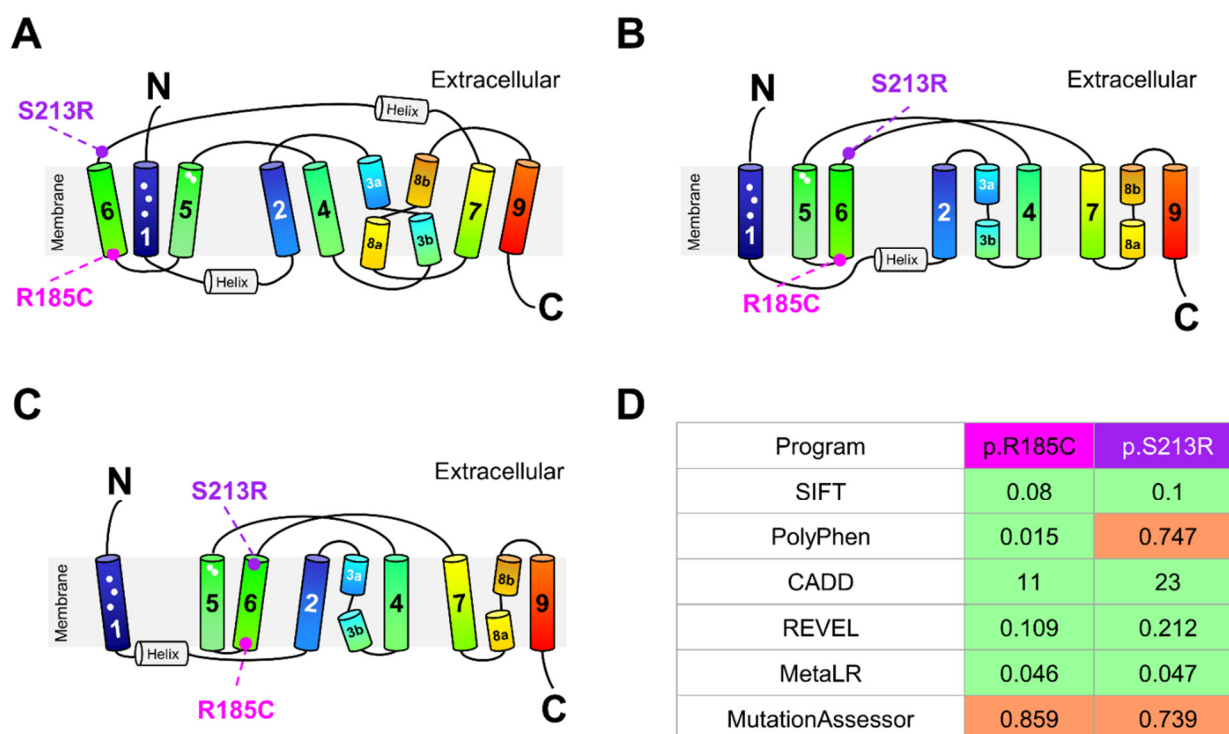 A
N
Extracellular
S213R
Helix
Membrane
6
1
5
2
4
3a
8b
8a
3b
7
9
Helix
R185C
C
B
N
Extracellular
S213R
Membrane
1
5
6
2
3a
3b
4
7
8b
8a
9
Helix
R185C
C
C
N
Extracellular
S213R
Membrane
1
5
6
2
3a
3b
4
7
8b
8a
9
Helix
R185C
C
D
Program p.R185C p.S213R
SIFT 0.08 0.1
PolyPhen 0.015 0.747
CADD 11 23
REVEL 0.109 0.212
MetaLR 0.046 0.047
MutationAssessor 0.859 0.739